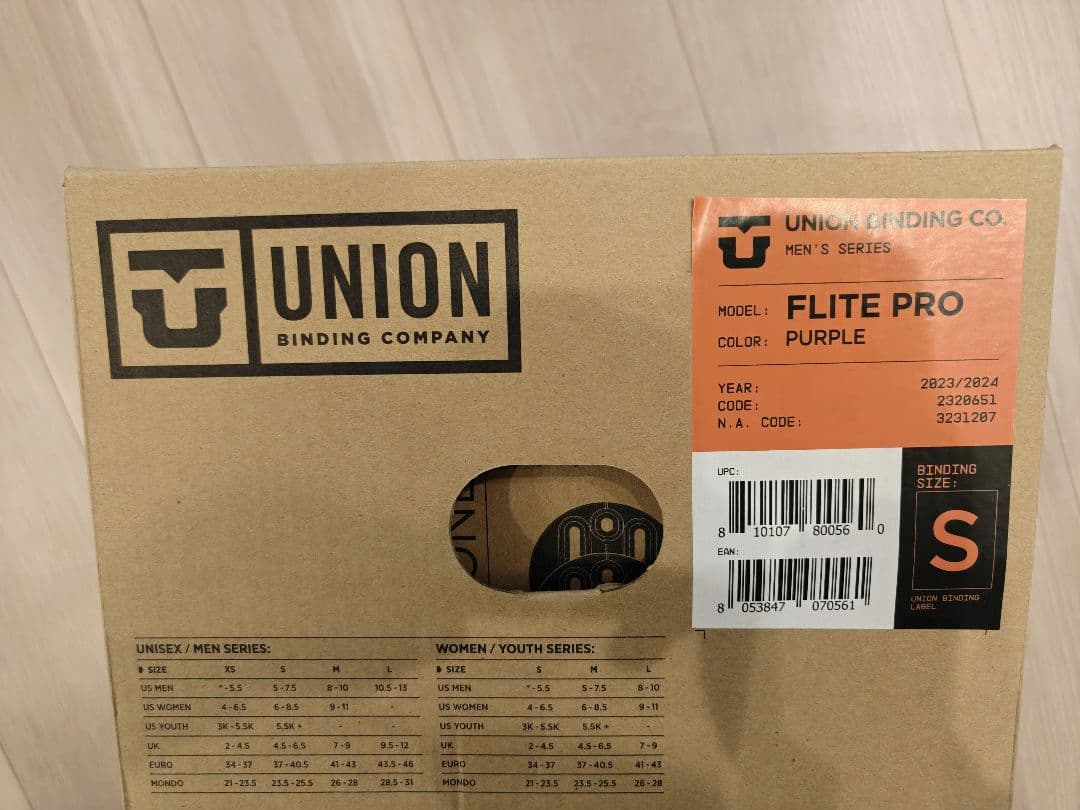 UNION
BINDING COMPANY
UNION BINDING CO.
MEN'S SERIES
MODEL: FLITE PRO
COLOR: PURPLE
YEAR: 2023/2024
CODE: 2320651
N.A. CODE: 3231207
UPC:
8 10107 80056 0
EAN:
8 053847 070561
BINDING
SIZE:
S
UNION BINDING
LABEL
UNISEX / MEN SERIES:
SIZE XS S M L
US MEN *-5.5 5-7.5 8-10 10.5-13
US WOMEN 4-6.5 6-8.5 9-11 -
US YOUTH 3K-5.5K 5.5K+ - -
UK 2-4.5 4.5-6.5 7-9 9.5-12
EURO 34-37 37-40.5 41-43 43.5-46
MONDO 21-23.5 23.5-25.5 26-28 28.5-31
WOMEN / YOUTH SERIES:
SIZE S M L
US MEN *-5.5 5-7.5 8-10
US WOMEN 4-6.5 6-8.5 9-11
US YOUTH 3K-5.5K 5.5K+ -
UK 2-4.5 4.5-6.5 7-9
EURO 34-37 37-40.5 41-43
MONDO 21-23.5 23.5-25.5 26-28